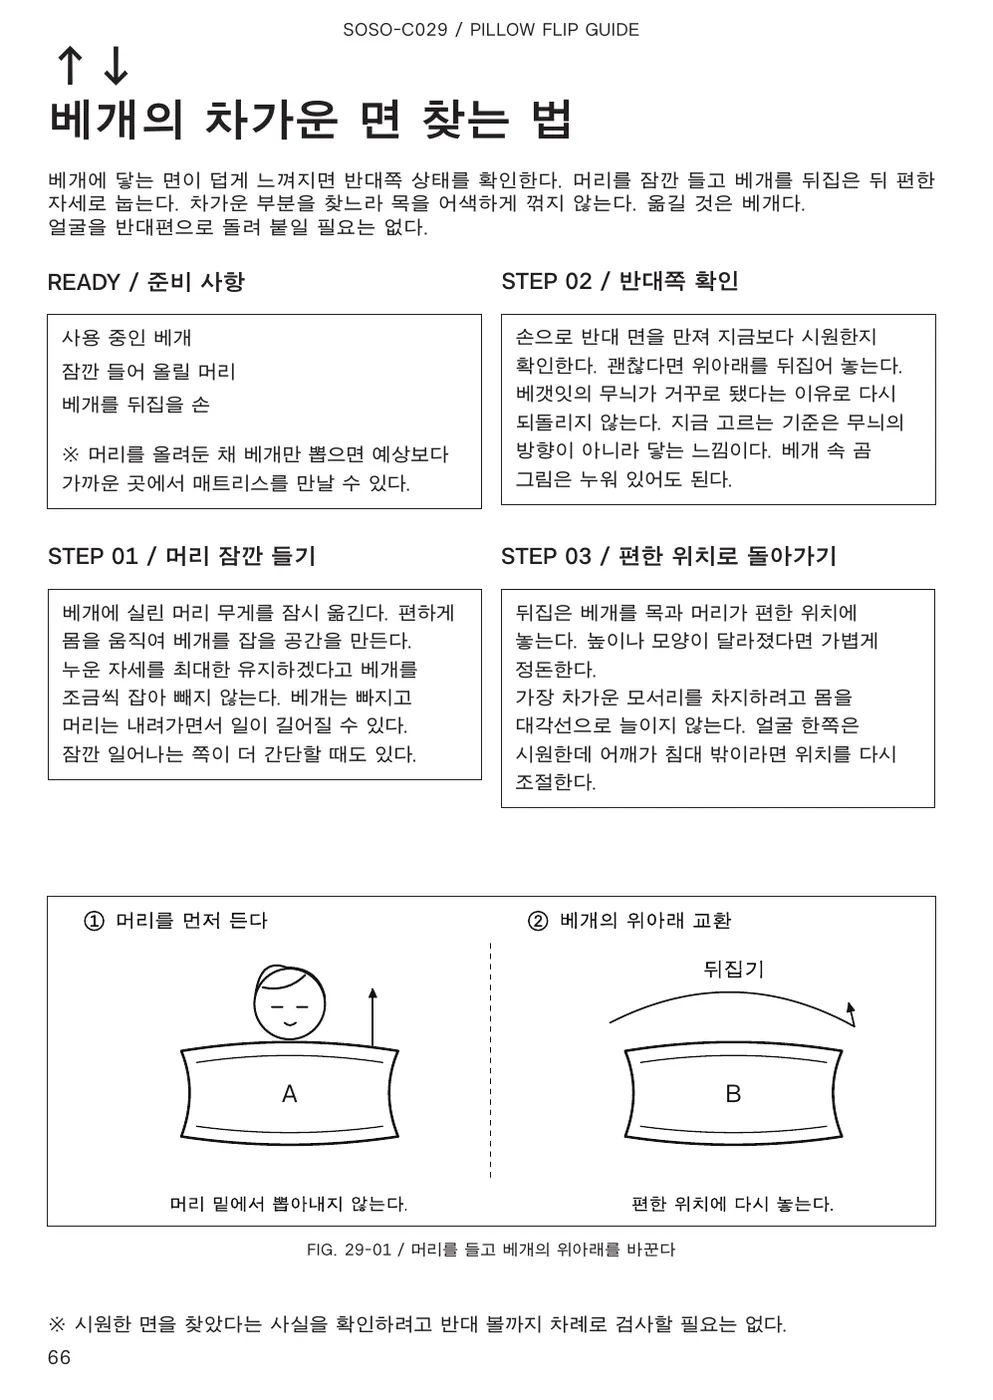 SOSO-C029 / PILLOW FLIP GUIDE
↑↓
베개의 차가운 면 찾는 법
베개에 닿는 면이 덥게 느껴지면 반대쪽 상태를 확인한다. 머리를 잠깐 들고 베개를 뒤집은 뒤 편한
자세로 눕는다. 차가운 부분을 찾느라 목을 어색하게 꺾지 않는다. 옮길 것은 베개다.
얼굴을 반대편으로 돌려 붙일 필요는 없다.
READY / 준비 사항
사용 중인 베개
잠깐 들어 올릴 머리
베개를 뒤집을 손
※ 머리를 올려둔 채 베개만 뽑으면 예상보다
가까운 곳에서 매트리스를 만날 수 있다.
STEP 01 / 머리 잠깐 들기
베개에 실린 머리 무게를 잠시 옮긴다. 편하게
몸을 움직여 베개를 잡을 공간을 만든다.
누운 자세를 최대한 유지하겠다고 베개를
조금씩 잡아 빼지 않는다. 베개는 빠지고
머리는 내려가면서 일이 길어질 수 있다.
잠깐 일어나는 쪽이 더 간단할 때도 있다.
STEP 02 / 반대쪽 확인
손으로 반대 면을 만져 지금보다 시원한지
확인한다. 괜찮다면 위아래를 뒤집어 놓는다.
베갯잇의 무늬가 거꾸로 됐다는 이유로 다시
되돌리지 않는다. 지금 고르는 기준은 무늬의
방향이 아니라 닿는 느낌이다. 베개 속 곰
그림은 누워 있어도 된다.
STEP 03 / 편한 위치로 돌아가기
뒤집은 베개를 목과 머리가 편한 위치에
놓는다. 높이나 모양이 달라졌다면 가볍게
정돈한다.
가장 차가운 모서리를 차지하려고 몸을
대각선으로 늘이지 않는다. 얼굴 한쪽은
시원한데 어깨가 침대 밖이라면 위치를 다시
조절한다.
① 머리를 먼저 든다
A
머리 밑에서 뽑아내지 않는다.
② 베개의 위아래 교환
뒤집기
B
편한 위치에 다시 놓는다.
FIG. 29-01 / 머리를 들고 베개의 위아래를 바꾼다
※ 시원한 면을 찾았다는 사실을 확인하려고 반대 볼까지 차례로 검사할 필요는 없다.
66